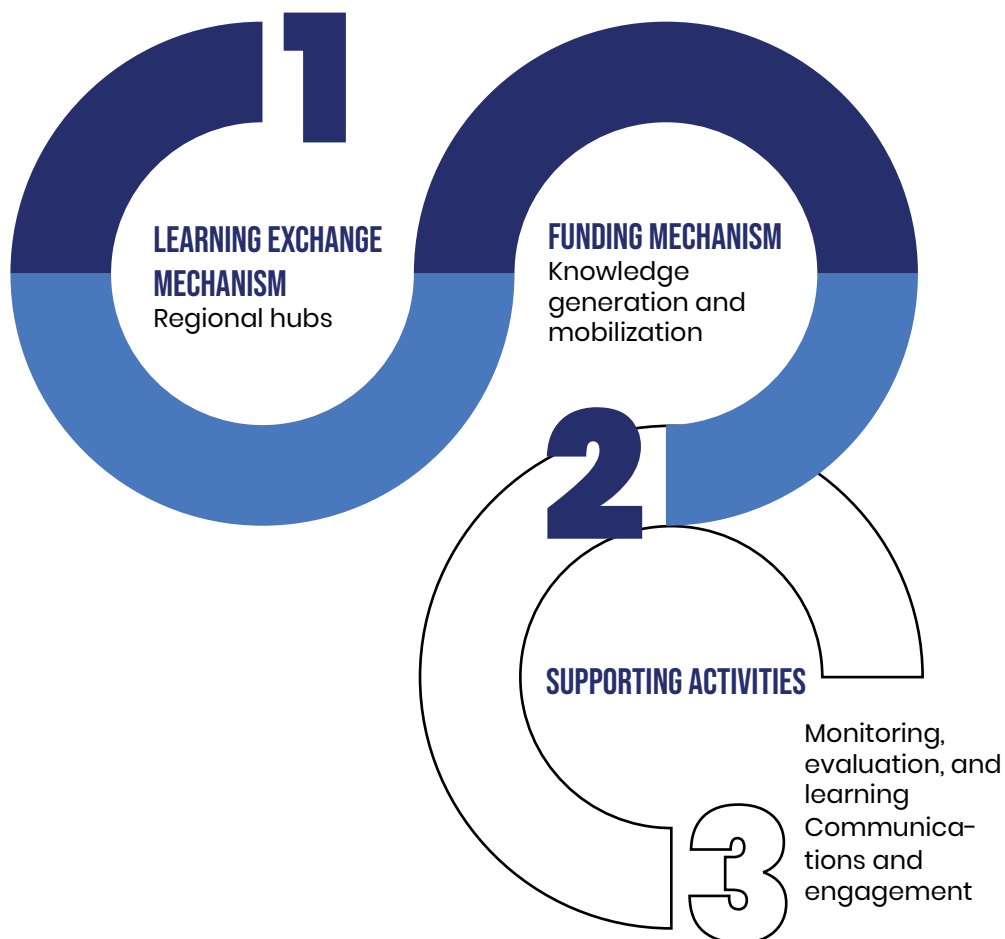 1
LEARNING EXCHANGE
MECHANISM
Regional hubs
FUNDING MECHANISM
Knowledge
generation and
mobilization
2
SUPPORTING ACTIVITIES
Monitoring,
evaluation, and
learning
Communica-
tions and
engagement
3